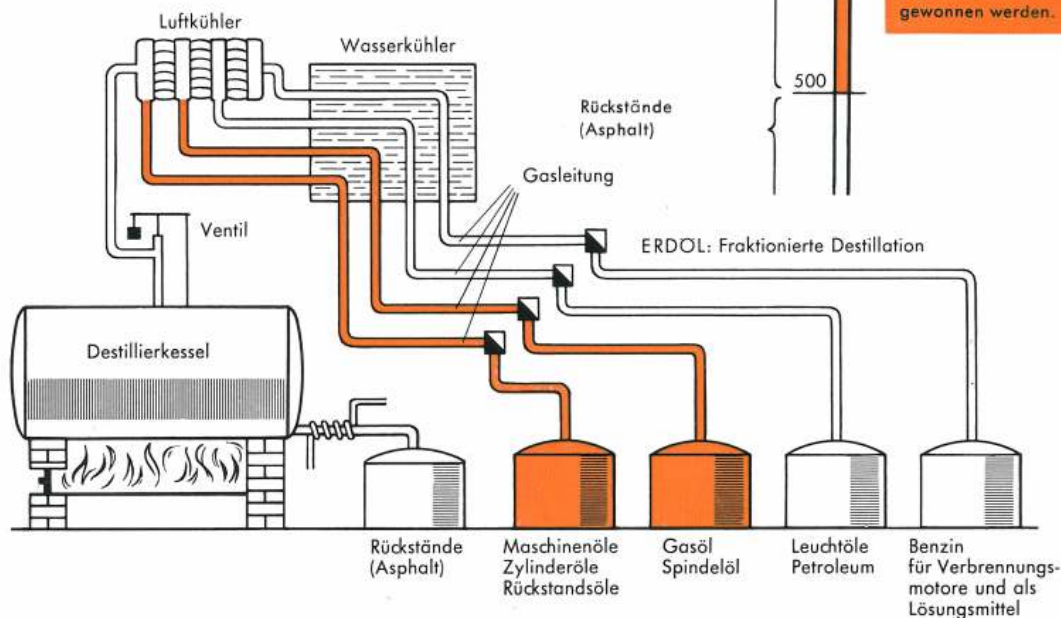 gewonnen werden.
Luftkühler
Wasserkühler
500
Rückstände
(Asphalt)
Gasleitung
Ventil
ERDÖL: Fraktionierte Destillation
Destillierkessel
Rückstände
(Asphalt)
Maschinenöle
Zylinderöle
Rückstandsöle
Gasöl
Spindelöl
Leuchtöle
Petroleum
Benzin
für Verbrennungs-
motore und als
Lösungsmittel